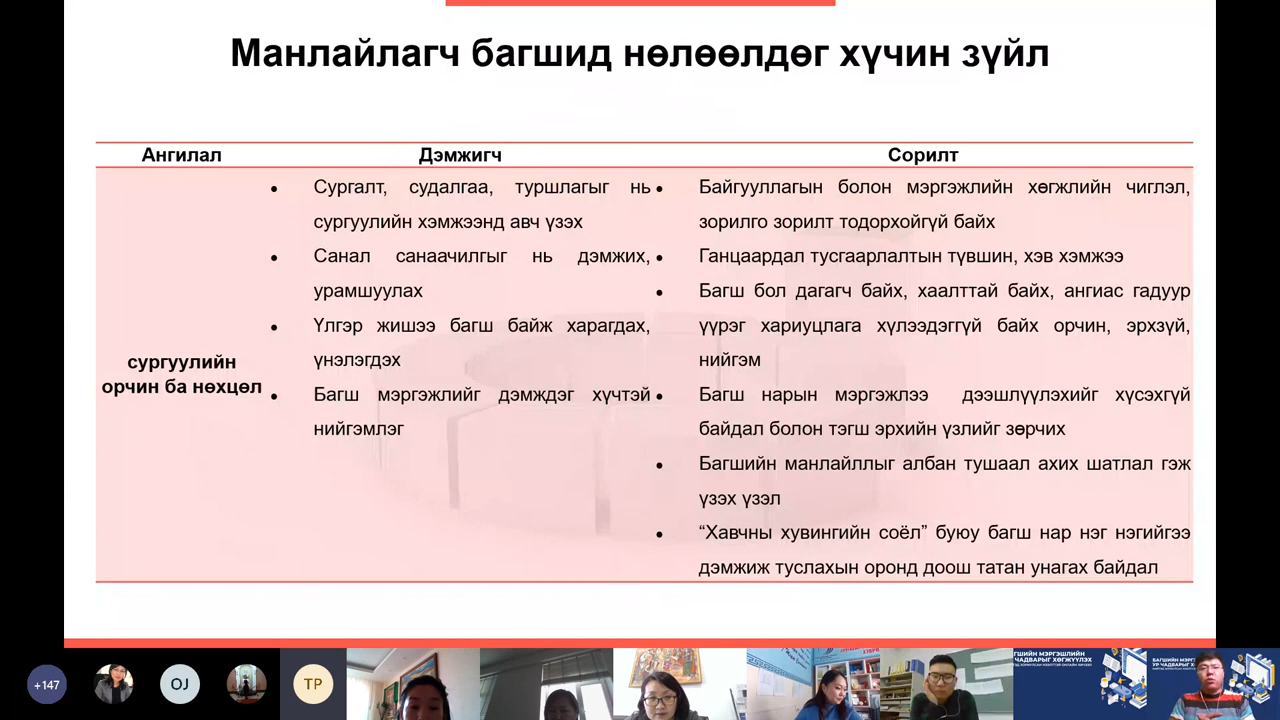 Манлайлагч багшид нөлөөлдөг хүчин зүйл
Ангилал
Дэмжигч
Сорилт
сургуулийн
орчин ба нөхцөл
• Сургалт, судалгаа, туршлагыг нь
сургуулийн хэмжээнд авч үзэх
• Санал санаачилгыг нь дэмжих,
урамшуулах
• Үлгэр жишээ багш байж харагдах,
үнэлэгдэх
• Багш мэргэжлийг дэмждэг хүчтэй
нийгэмлэг
• Байгууллагын болон мэргэжлийн хөгжлийн чиглэл,
зорилго зорилт тодорхойгүй байх
• Ганцаардал тусгаарлалтын түвшин, хэв хэмжээ
• Багш бол дагагч байх, хаалттай байх, ангиас гадуур
үүрэг хариуцлага хүлээдэггүй байх орчин, эрхзүй,
нийгэм
• Багш нарын мэргэжлээ дээшлүүлэхийг хүсэхгүй
байдал болон тэгш эрхийн үзлийг зөрчих
• Багшийн манлайллыг албан тушаал ахих шатлал гэж
үзэх үзэл
• “Хавчны хувингийн соёл” буюу багш нар нэг нэгийгээ
дэмжиж туслахын оронд доош татан унагах байдал
+147
OJ
TP